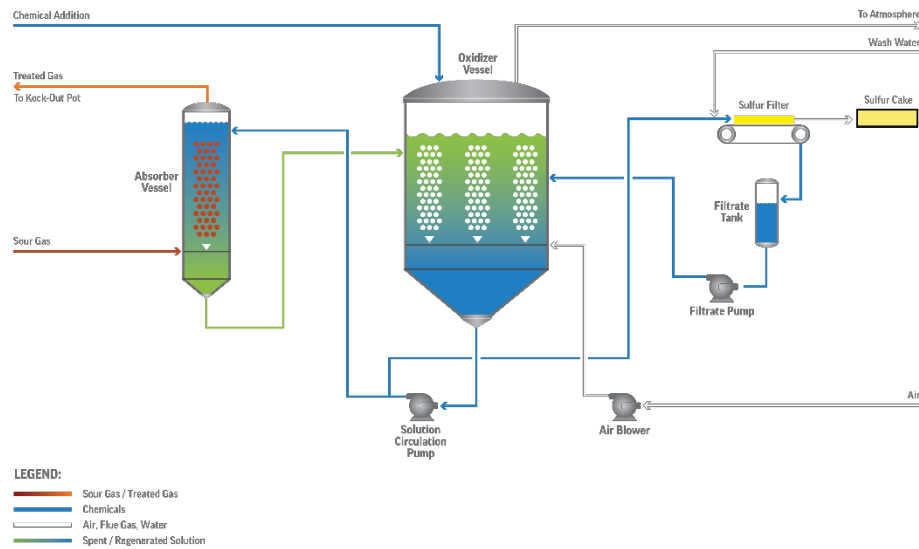 Chemical Addition
To Atmosphere
Oxidizer
Vessel
Wash Water
Treated Gas
To Kock-Out Pot
Sulfur Filter
Sulfur Cake
Absorber
Vessel
Filtrate
Tank
Sour Gas
Filtrate Pump
Air
Solution
Circulation
Pump
Air Blower
LEGEND:
Sour Gas / Treated Gas
Chemicals
Air, Flue Gas, Water
Spent / Regenerated Solution